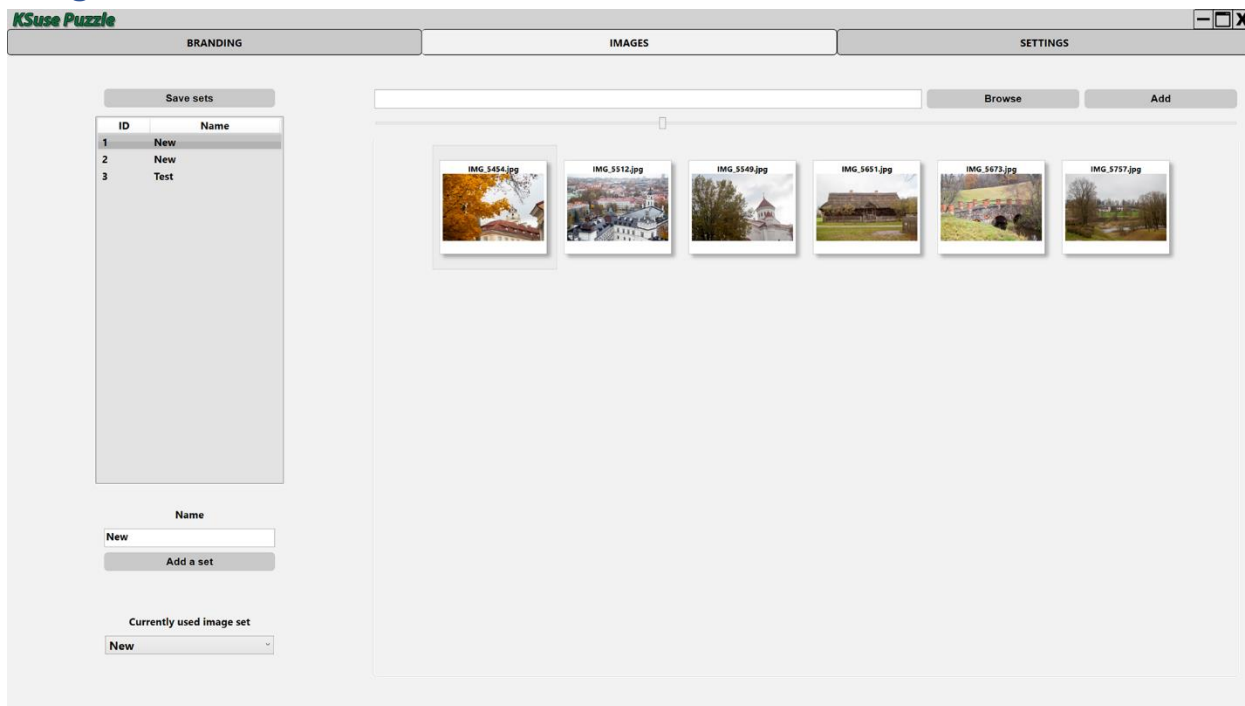 KSuse Puzzle
BRANDING
IMAGES
SETTINGS
Save sets
ID Name
1 New
2 New
3 Test
Name
New
Add a set
Currently used image set
New
Browse
Add
IMG_5454.jpg
IMG_5512.jpg
IMG_5549.jpg
IMG_5651.jpg
IMG_5673.jpg
IMG_5757.jpg